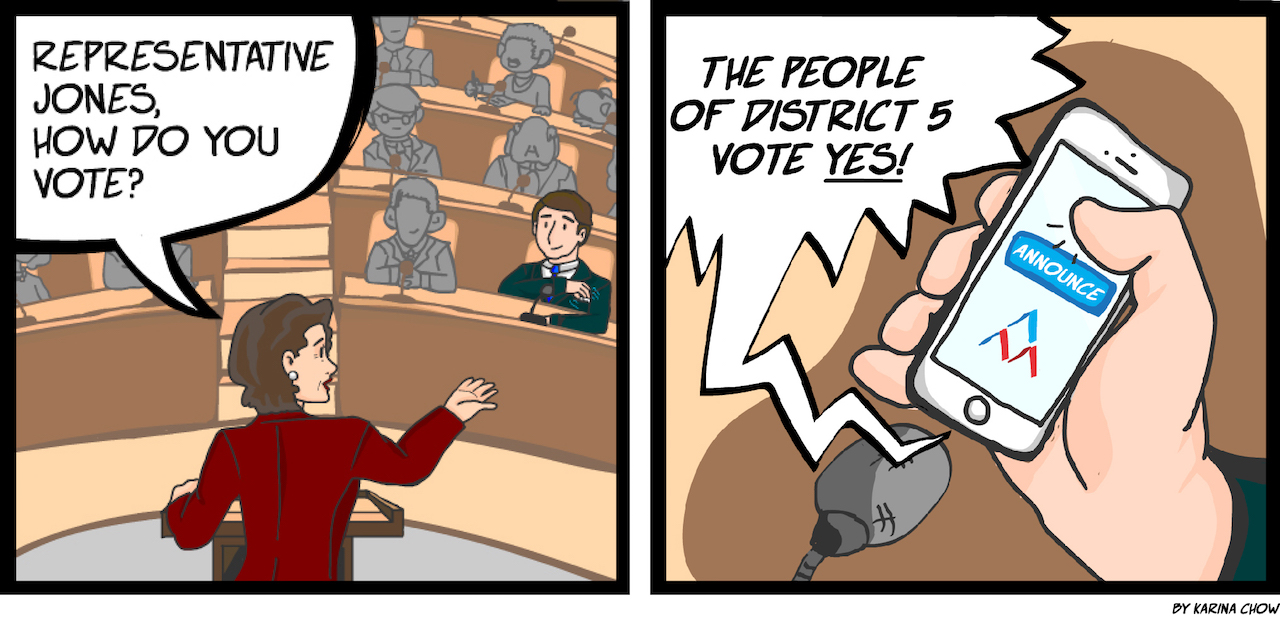 REPRESENTATIVE
JONES,
HOW DO YOU
VOTE?
THE PEOPLE
OF DISTRICT 5
VOTE YES!
ANNOUNCE
BY KARINA CHOW